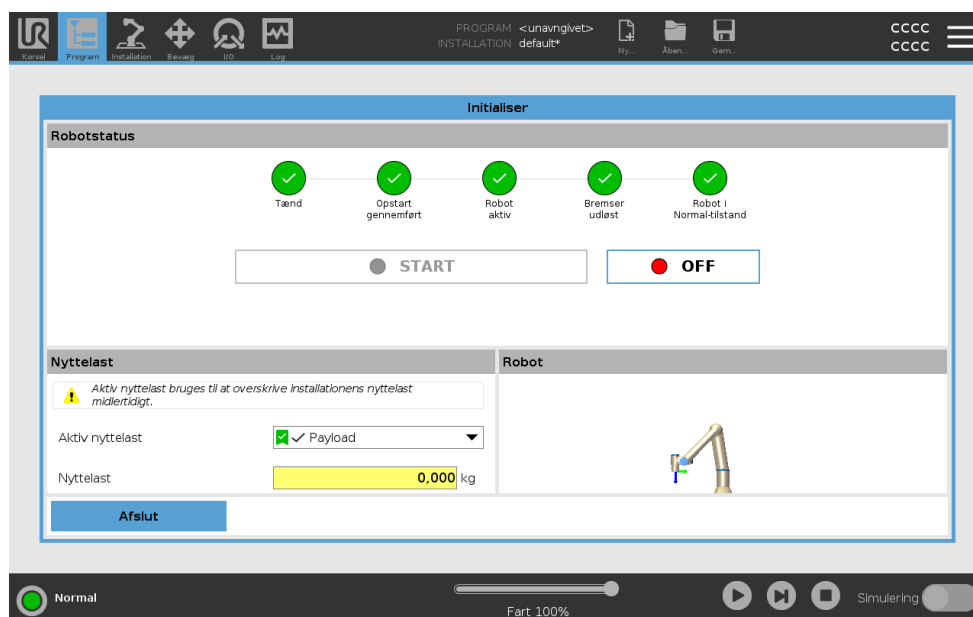 PROGRAM <unavngivet>
INSTALLATION default*
Kørsel Program Installation Bevæg I/O Log Ny... Åben... Gem...
CCCC
CCCC
Initialiser
Robotstatus
Tænd
Opstart gennemført
Robot aktiv
Bremser udløst
Robot i Normal-tilstand
START
OFF
Nyttelast
Robot
Aktiv nyttelast bruges til at overskrive installationens nyttelast
midlertidigt.
Aktiv nyttelast
Payload
Nyttelast
0,000 kg
Afslut
Normal
Fart 100%
Simulering